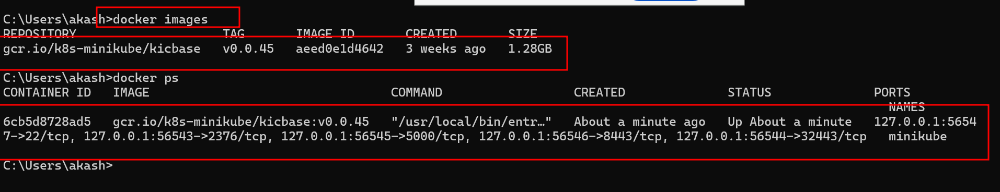 C:\Users\akash>docker images
REPOSITORY                    TAG       IMAGE ID       CREATED       SIZE
gcr.io/k8s-minikube/kicbase   v0.0.45   aeed0e1d4642   3 weeks ago   1.28GB
C:\Users\akash>docker ps
CONTAINER ID   IMAGE                                 COMMAND                  CREATED              STATUS              PORTS
NAMES
6cb5d8728ad5   gcr.io/k8s-minikube/kicbase:v0.0.45   "/usr/local/bin/entr…"   About a minute ago   Up About a minute   127.0.0.1:5654
7->22/tcp, 127.0.0.1:56543->2376/tcp, 127.0.0.1:56545->5000/tcp, 127.0.0.1:56546->8443/tcp, 127.0.0.1:56544->32443/tcp   minikube
C:\Users\akash>